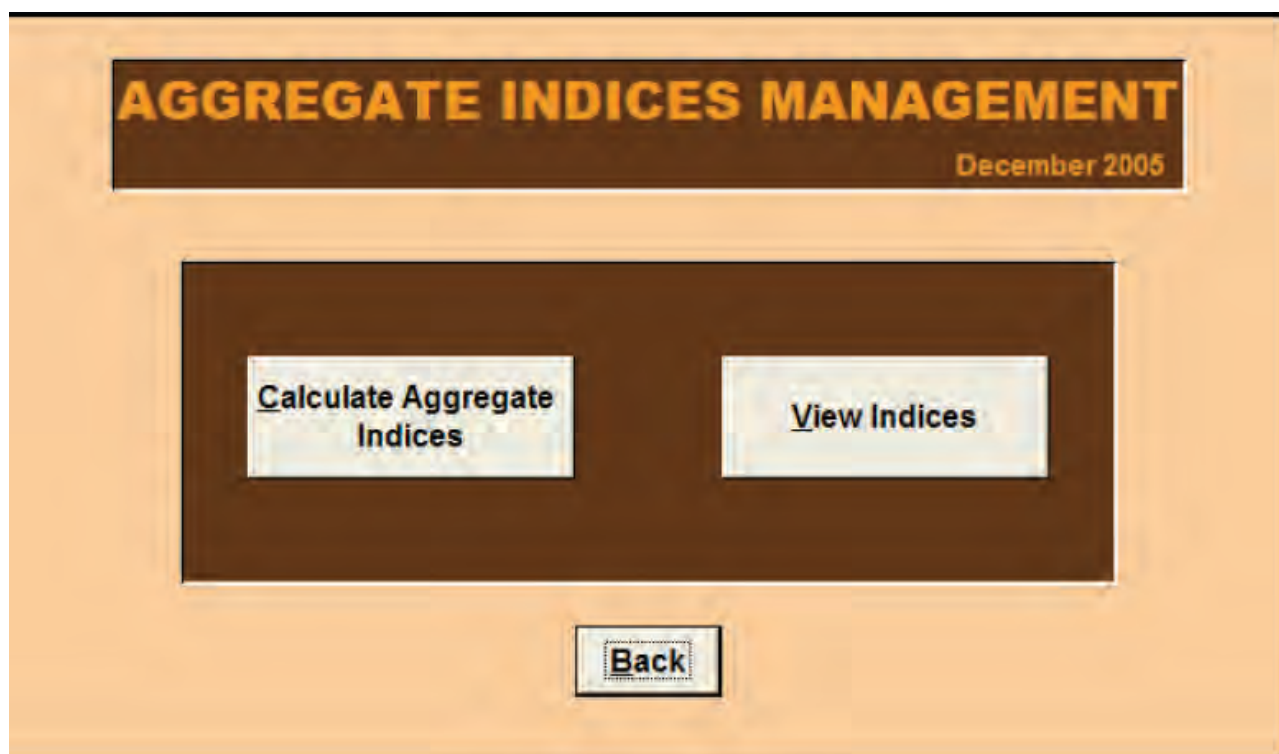 AGGREGATE INDICES MANAGEMENT
December 2005
Calculate Aggregate
Indices
View Indices
Back